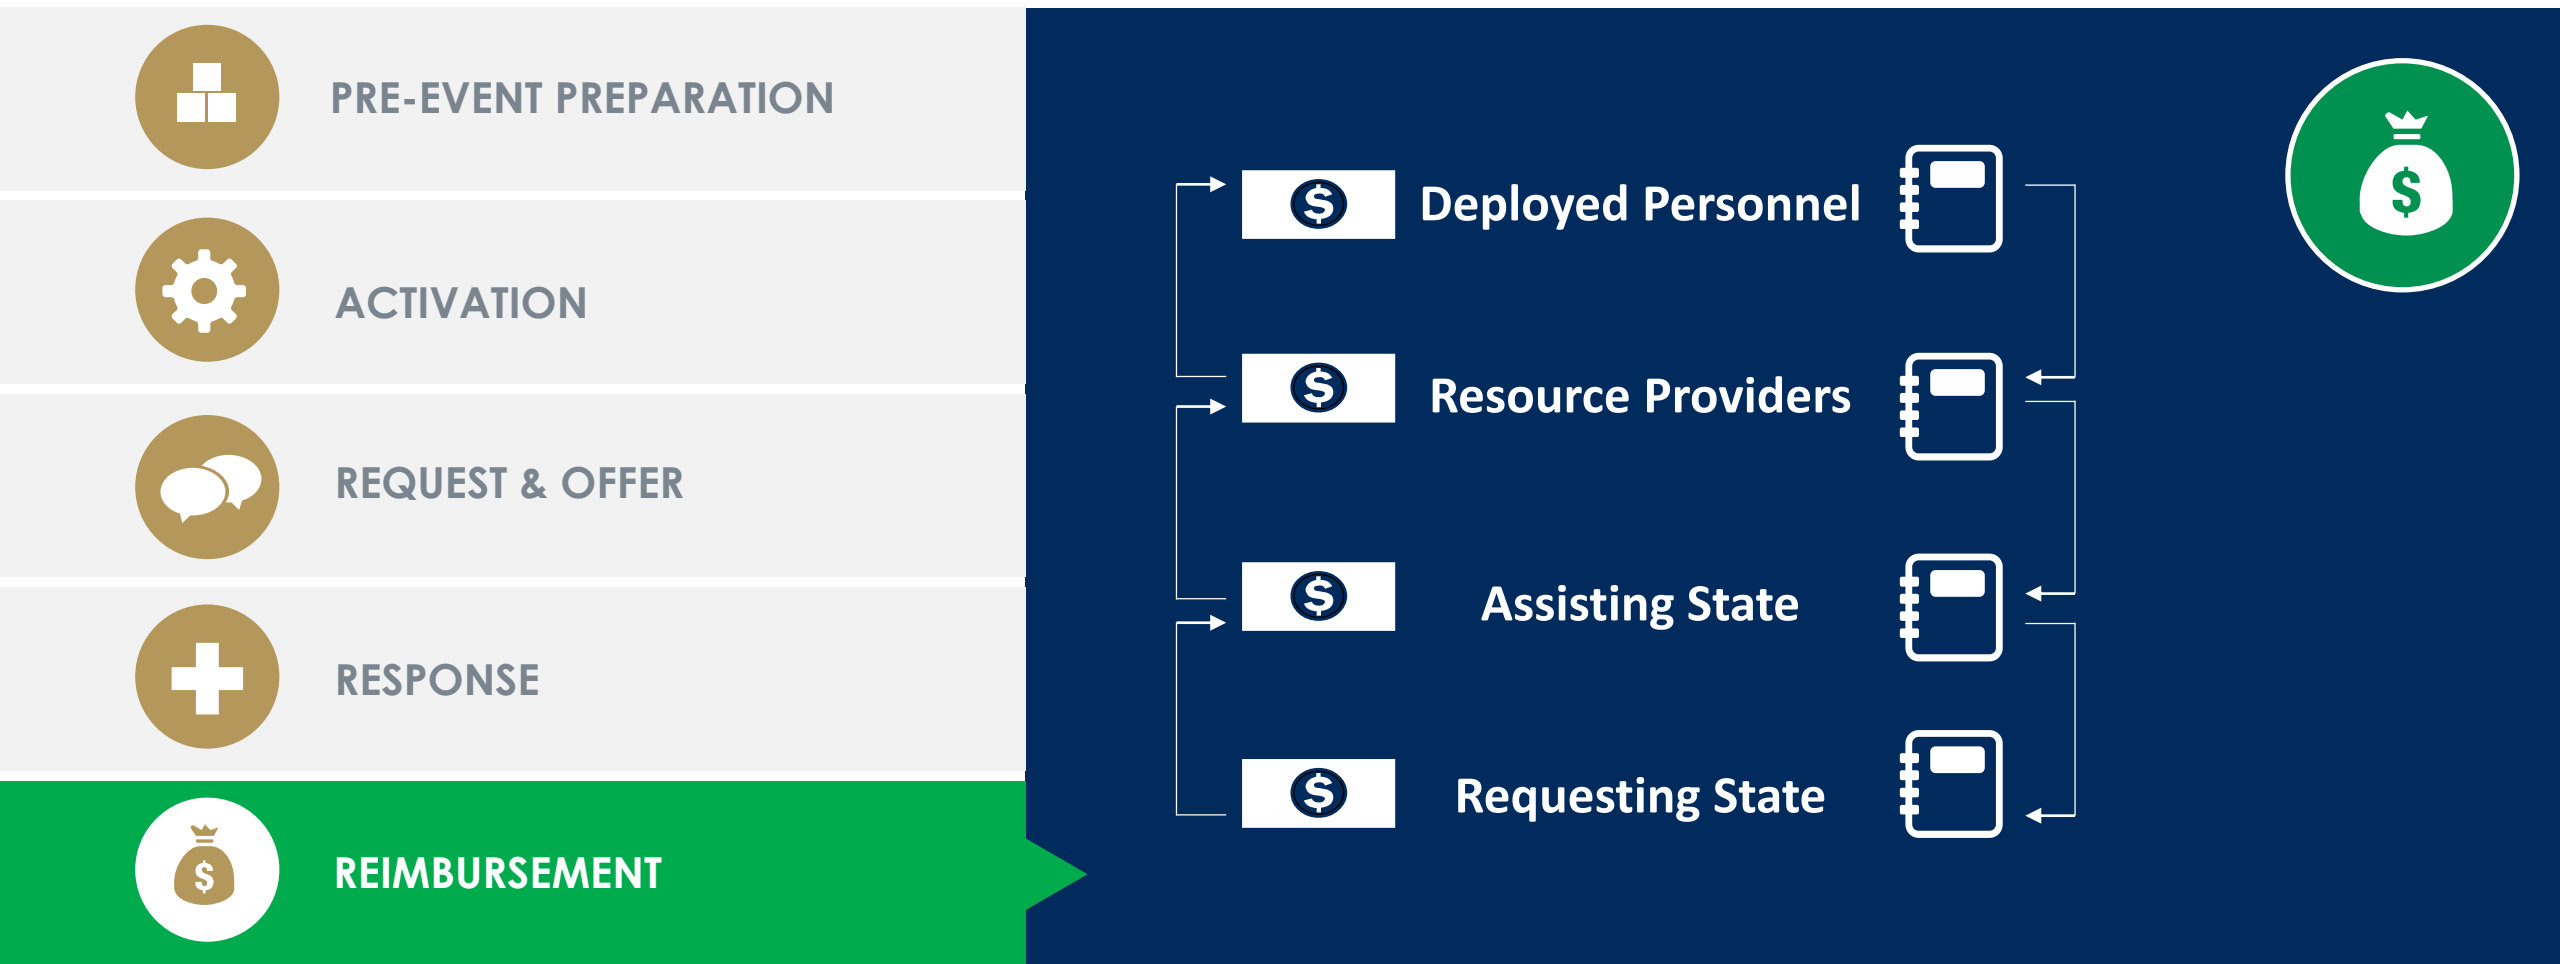 PRE-EVENT PREPARATION
ACTIVATION
REQUEST & OFFER
RESPONSE
$
REIMBURSEMENT
$
Deployed Personnel
$
Resource Providers
$
Assisting State
$
Requesting State
$